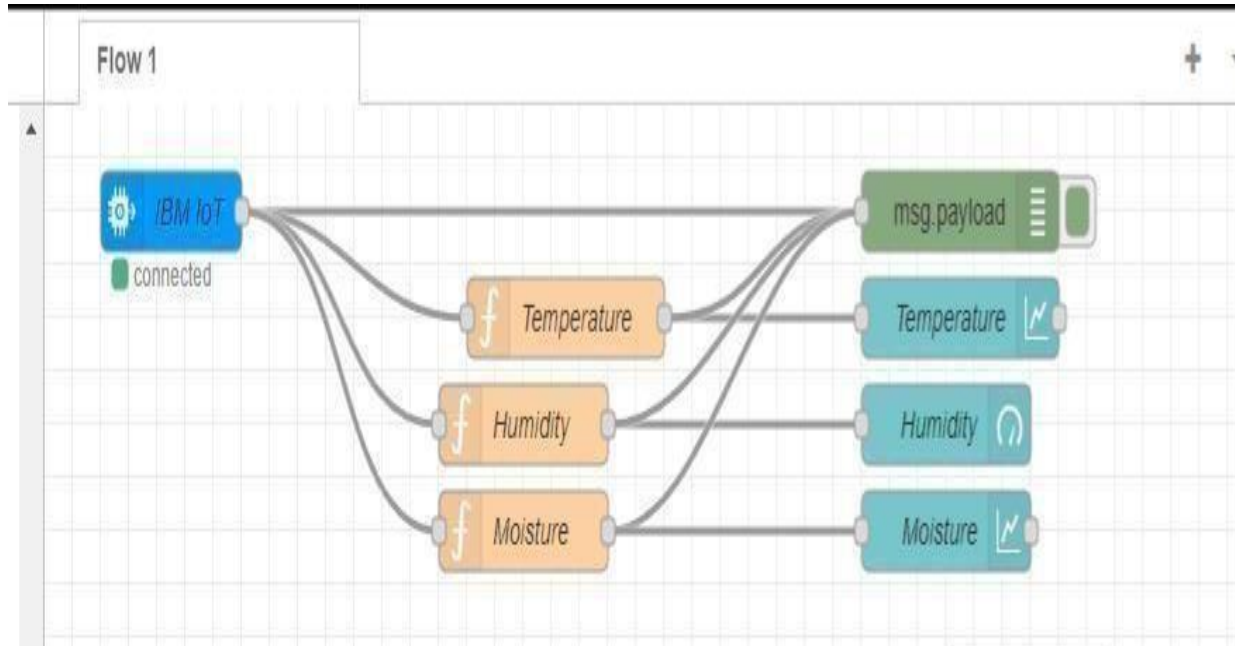 Flow 1
IBM IoT
msg.payload
connected
Temperature
Temperature
Humidity
Humidity
Moisture
Moisture